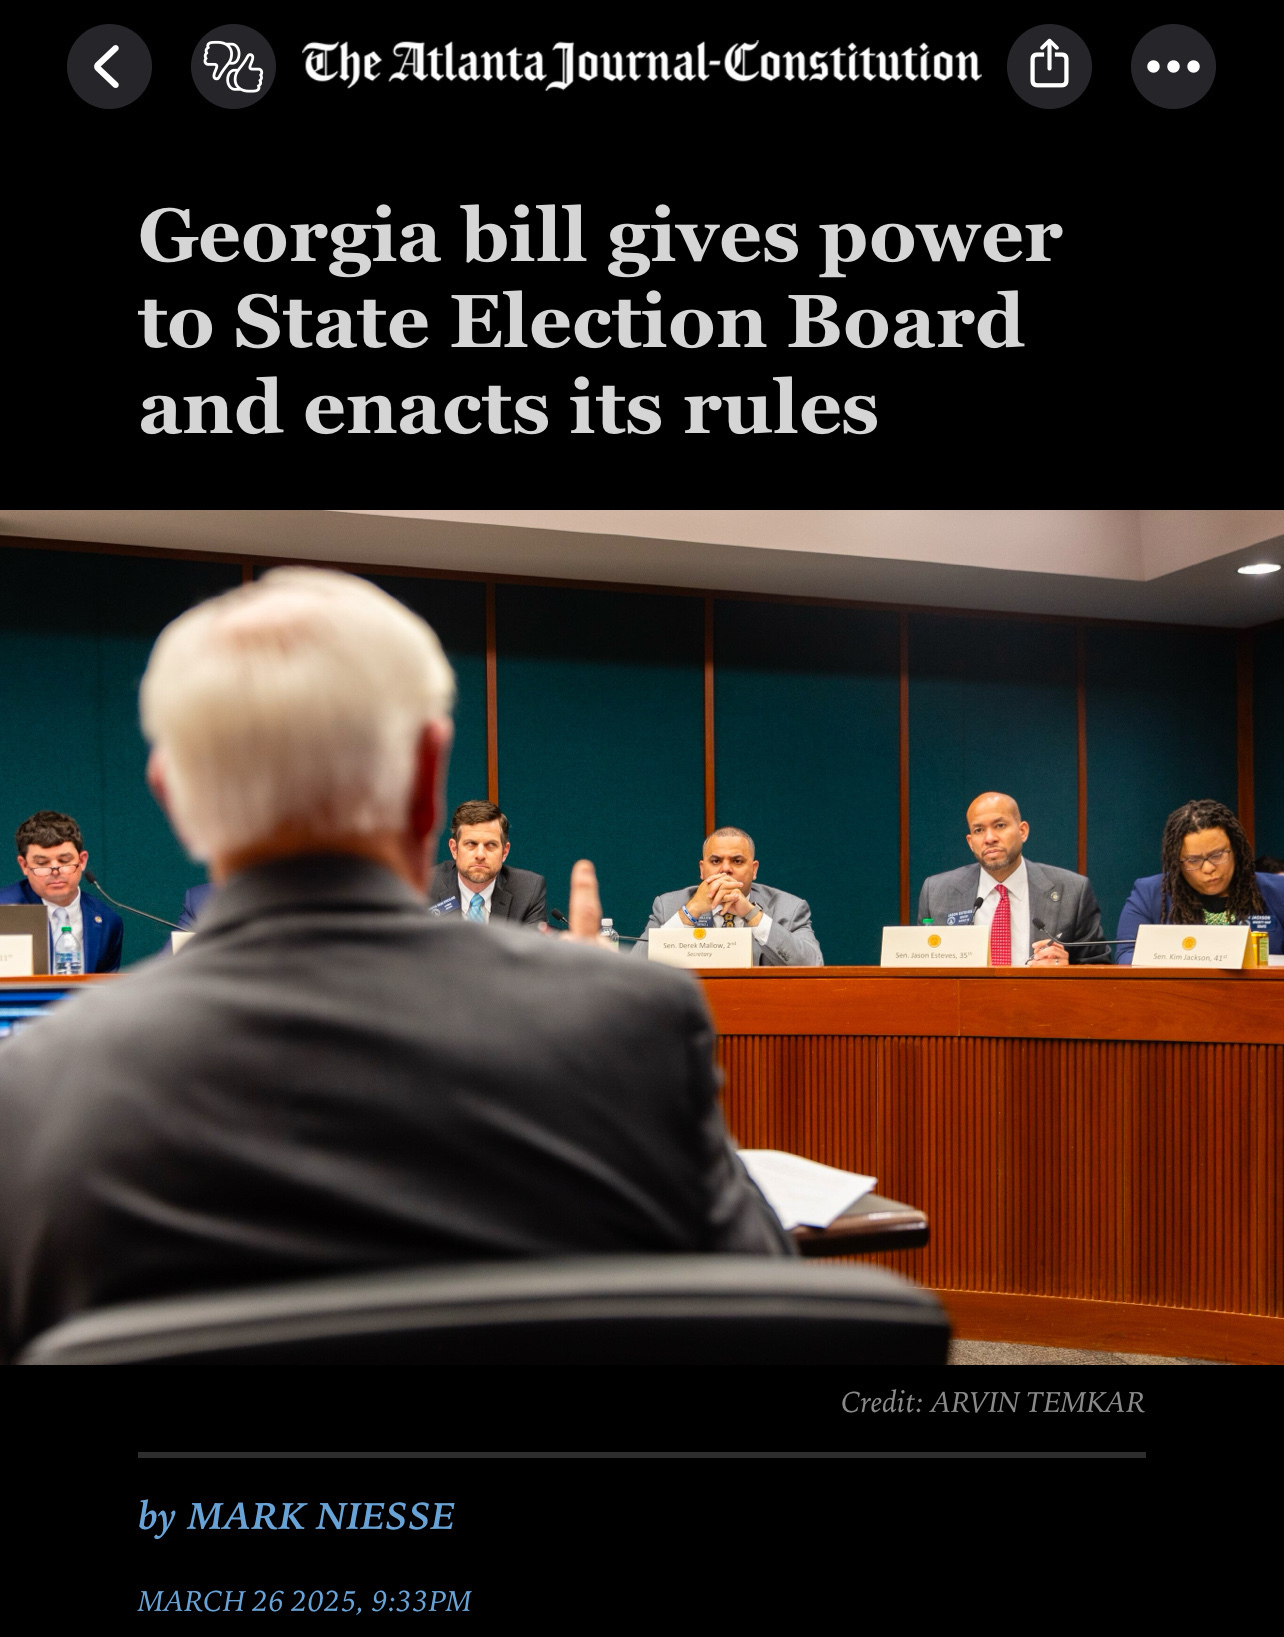 The Atlanta Journal-Constitution
Georgia bill gives power
to State Election Board
and enacts its rules
Sen. Derek Mallow, 2nd
Secretary
Sen. Jason Esteves, 35th
Sen. Kim Jackson, 41st
Credit: ARVIN TEMKAR
by MARK NIESSE
MARCH 26 2025, 9:33PM